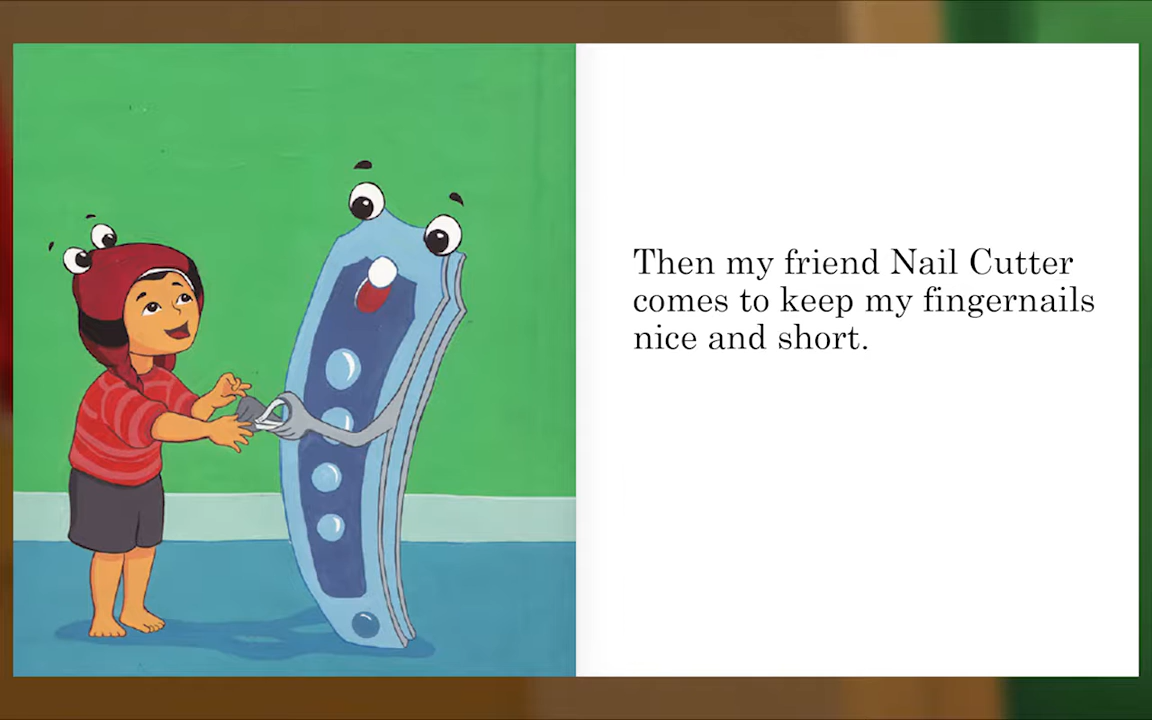 Then my friend Nail Cutter
comes to keep my fingernails
nice and short.